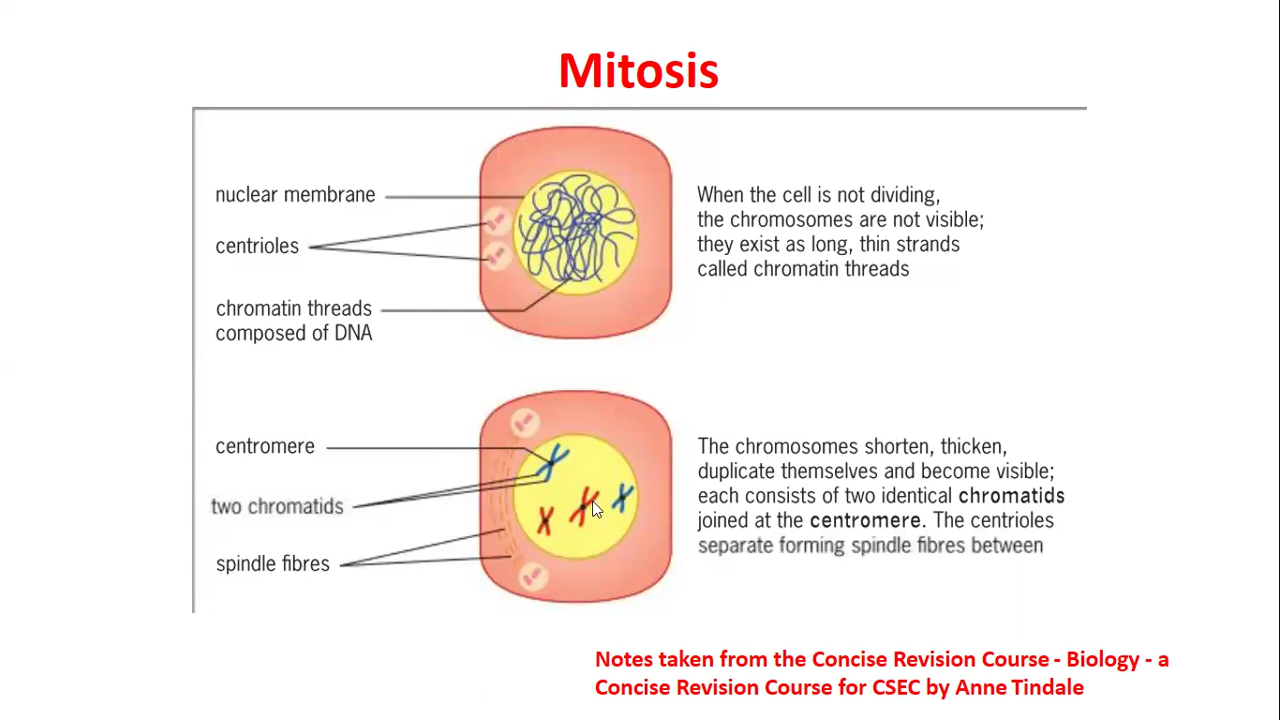 Mitosis
nuclear membrane
centrioles
chromatin threads
composed of DNA
When the cell is not dividing,
the chromosomes are not visible;
they exist as long, thin strands
called chromatin threads
centromere
two chromatids
spindle fibres
The chromosomes shorten, thicken,
duplicate themselves and become visible;
each consists of two identical chromatids
joined at the centromere. The centrioles
separate forming spindle fibres between
Notes taken from the Concise Revision Course - Biology - a
Concise Revision Course for CSEC by Anne Tindale